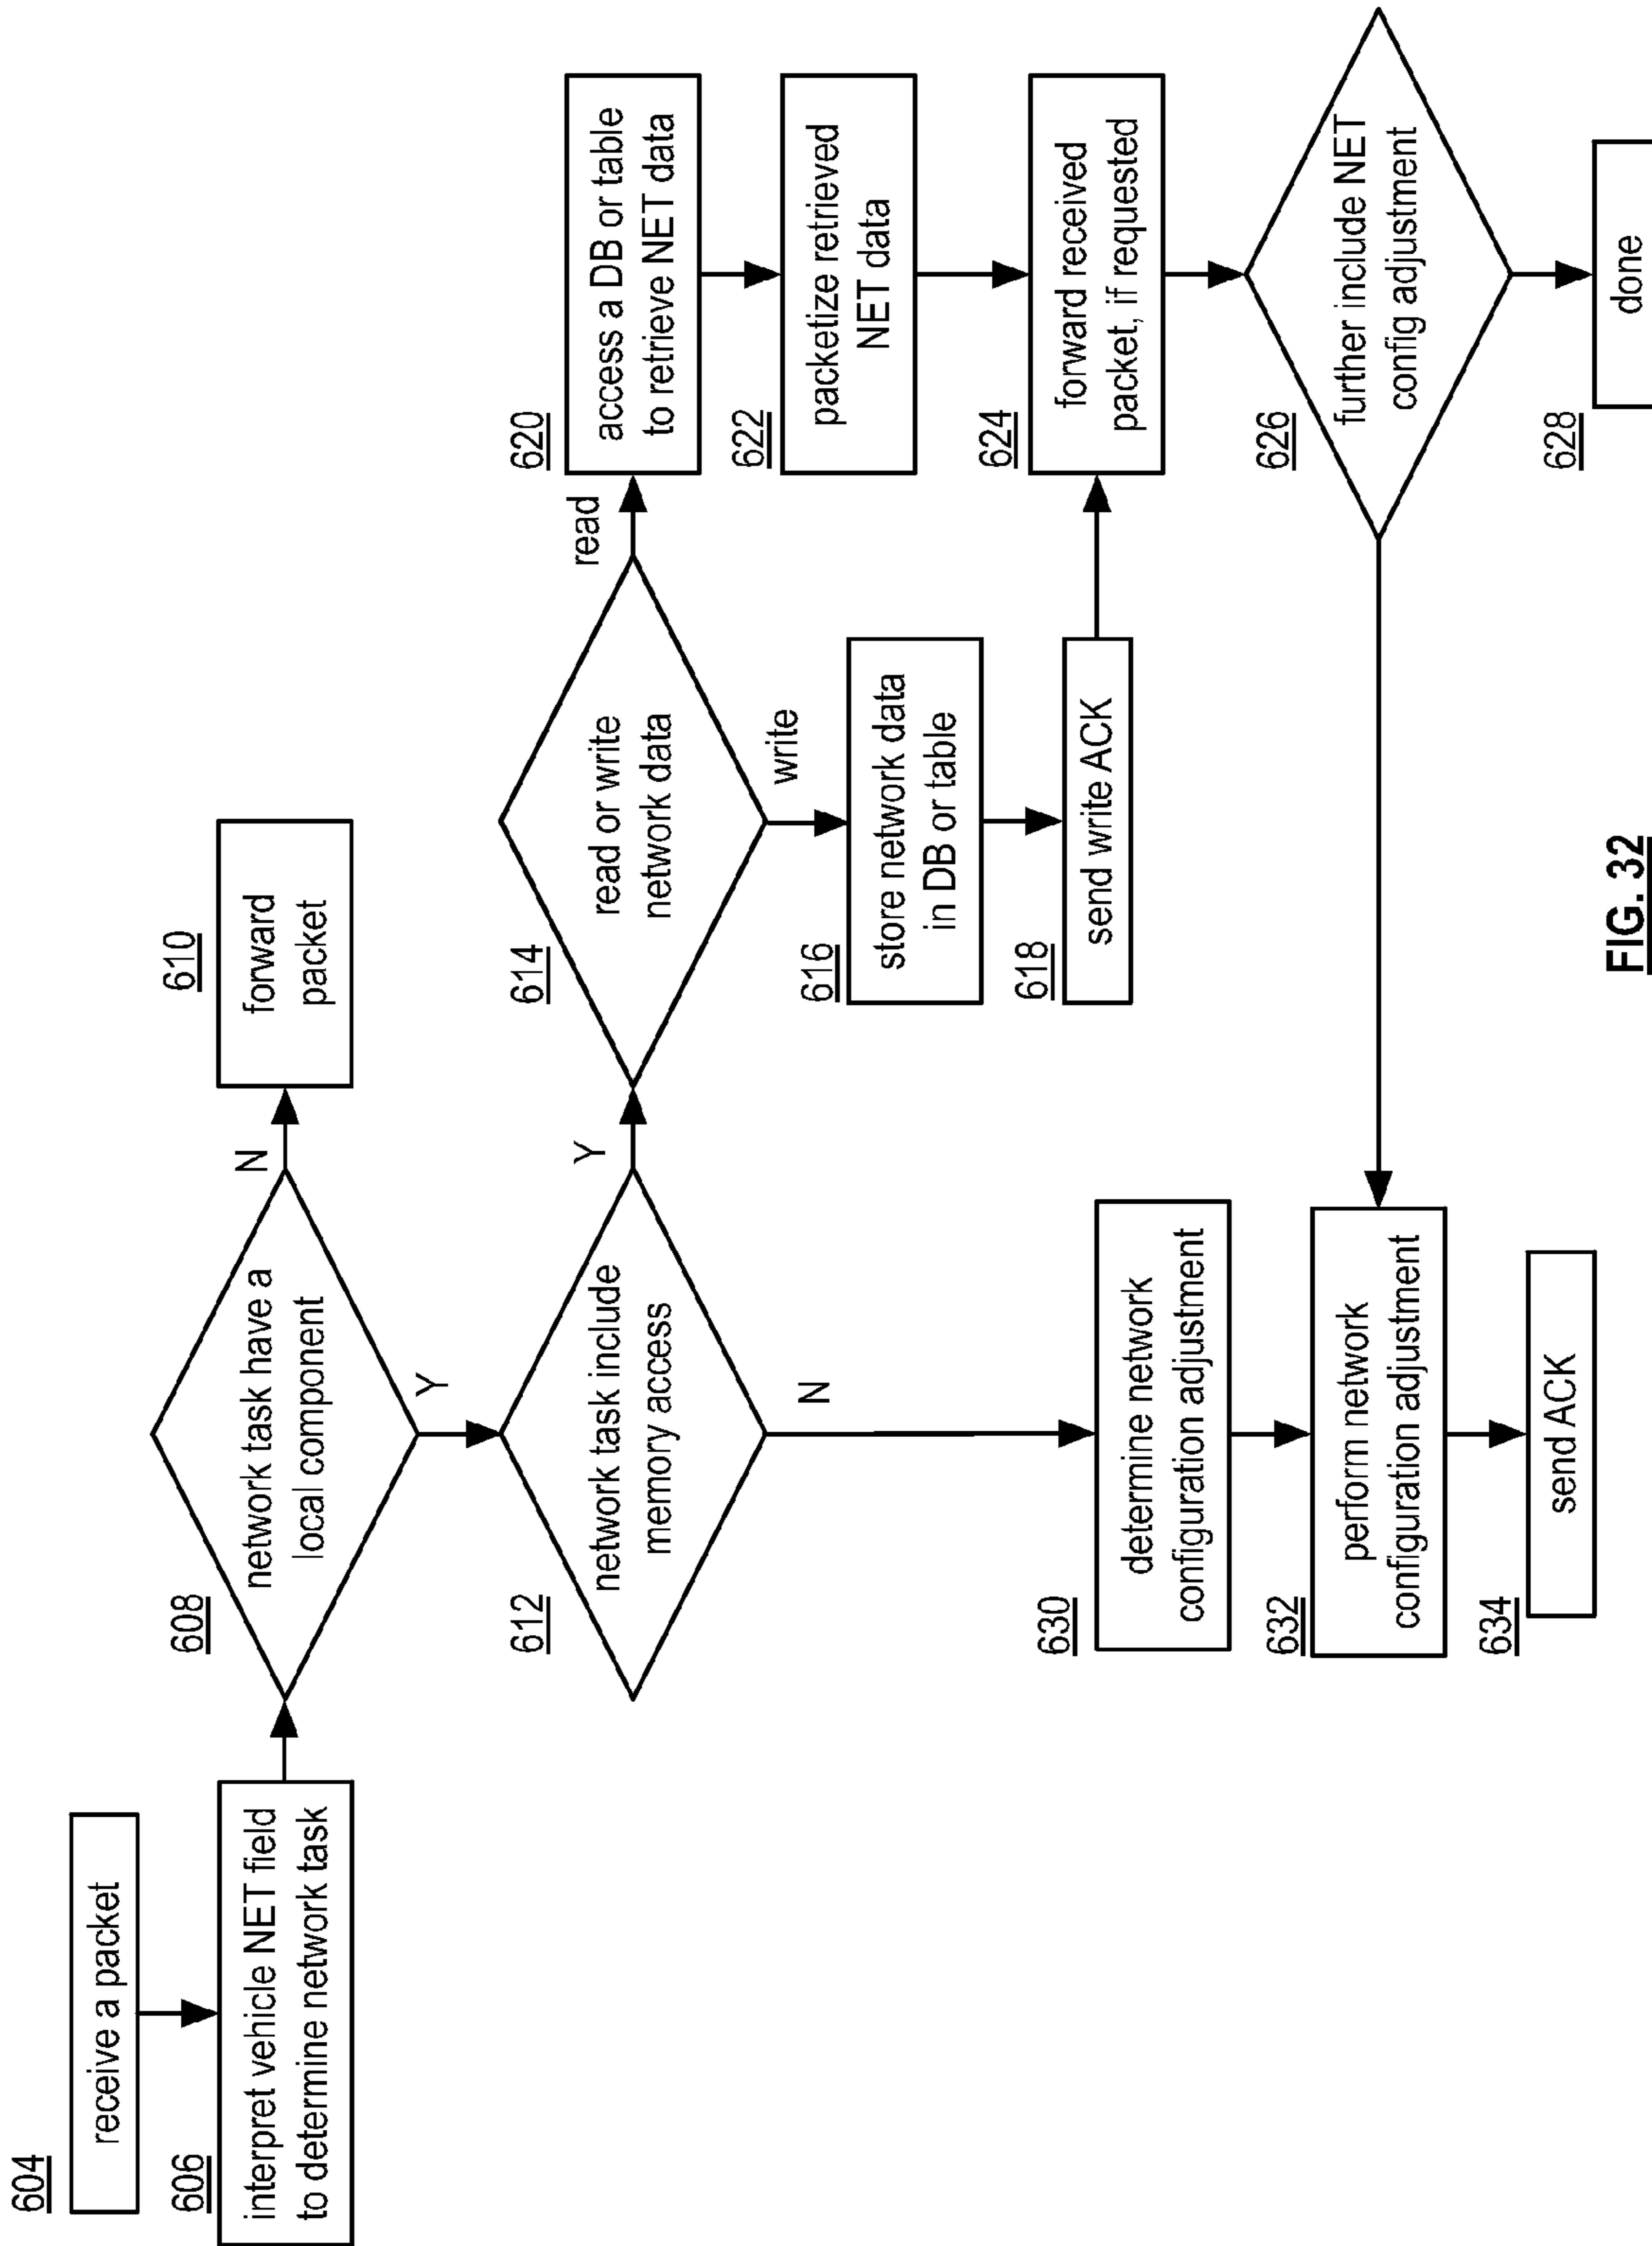 604
receive a packet
606
interpret vehicle NET field
to determine network task
608
network task have a
local component
N
Y
610
forward
packet
612
network task include
memory access
Y
N
614
read or write
network data
read
write
616
store network data
in DB or table
618
send write ACK
620
access a DB or table
to retrieve NET data
622
packetize retrieved
NET data
624
forward received
packet, if requested
626
further include NET
config adjustment
628
done
630
determine network
configuration adjustment
632
perform network
configuration adjustment
634
send ACK
FIG. 32